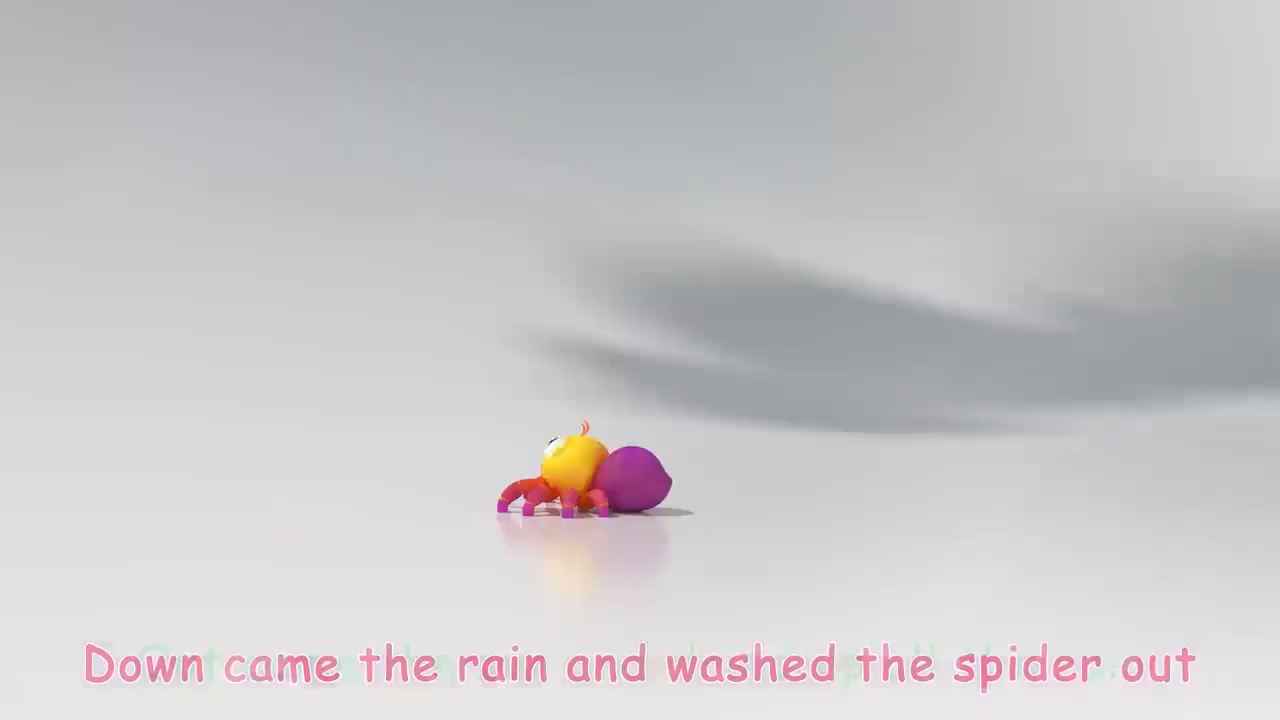 Down came the rain and washed the spider out